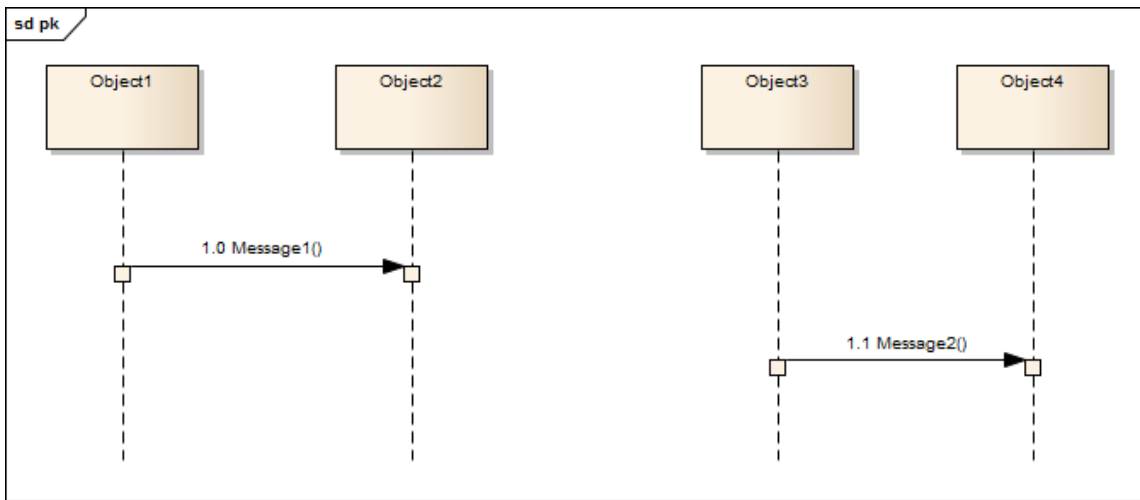 sd pk
Object1
Object2
Object3
Object4
1.0 Message1()
1.1 Message2()